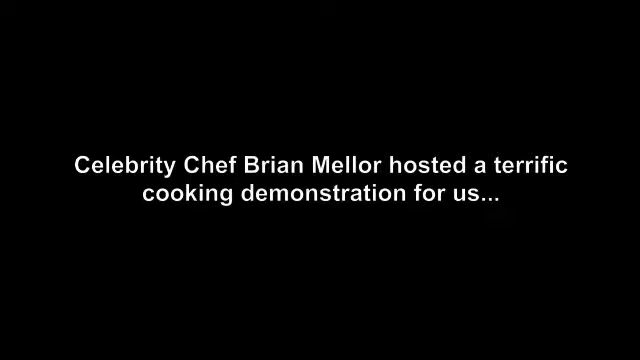 Celebrity Chef Brian Mellor hosted a terrific
cooking demonstration for us...